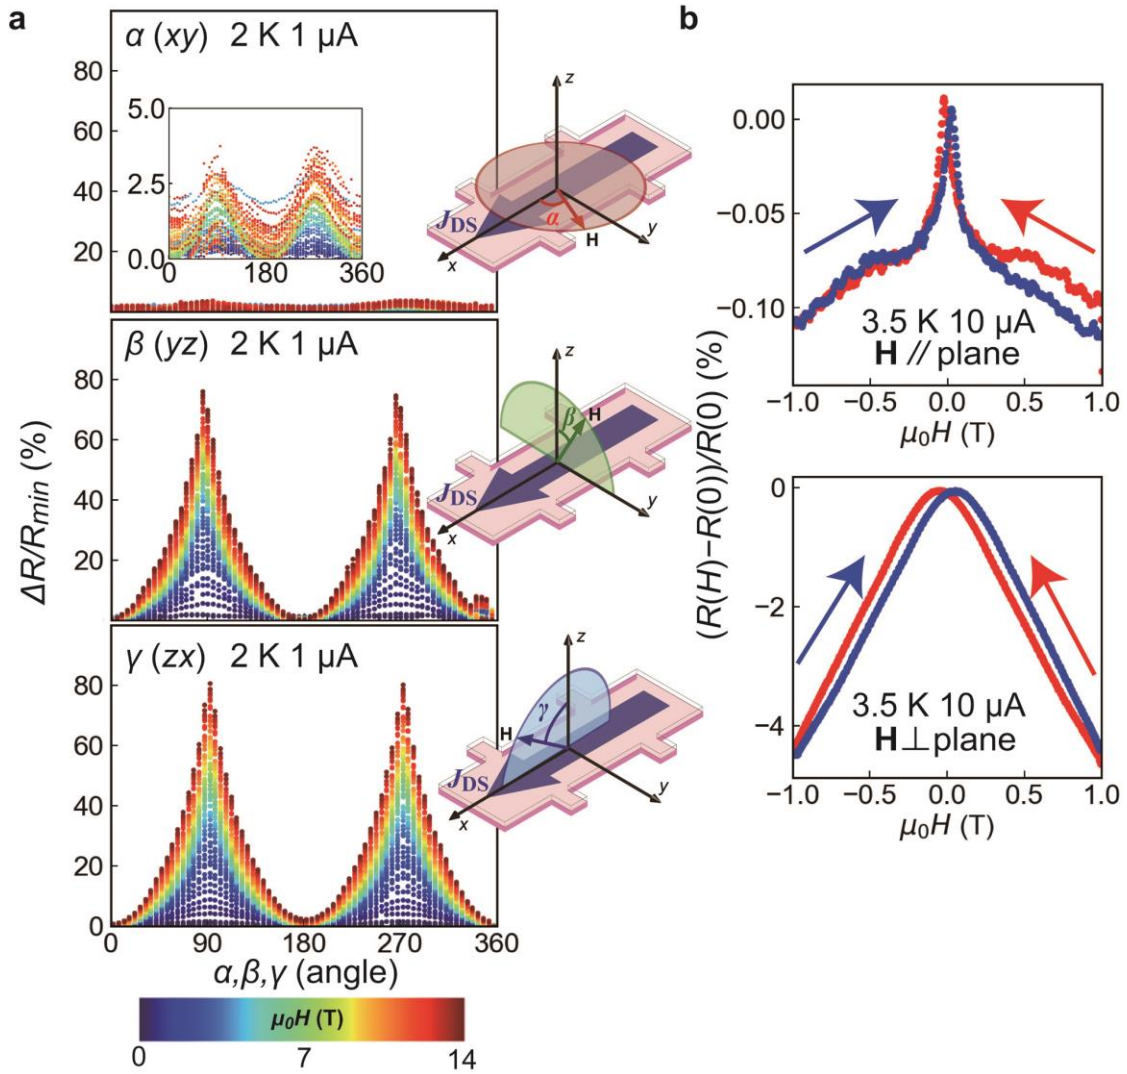 a
α (xy) 2 K 1 μA
80
60
40
20
5.0
2.5
0.0
0 180 360
z
J_DS
α
H
x
y
β (yz) 2 K 1 μA
80
60
40
20
ΔR/R_min (%)
z
β
H
J_DS
x
y
γ (zx) 2 K 1 μA
80
60
40
20
0
0 90 180 270 360
α,β,γ (angle)
z
γ
H
J_DS
x
y
μ₀H (T)
0 7 14
b
0.00
−0.05
−0.10
3.5 K 10 μA
H // plane
−1.0 −0.5 0.0 0.5 1.0
μ₀H (T)
(R(H)−R(0))/R(0) (%)
0
−2
−4
3.5 K 10 μA
H⊥plane
−1.0 −0.5 0.0 0.5 1.0
μ₀H (T)